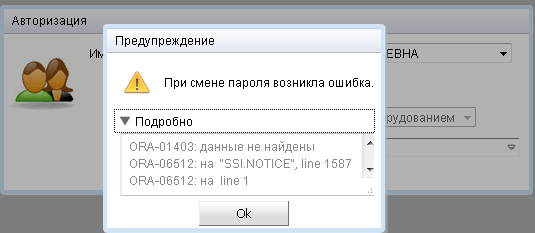 Авторизация
Предупреждение
ЕВНА
При смене пароля возникла ошибка.
Подробно
ORA-01403: данные не найдены
ORA-06512: на "SSI.NOTICE", line 1587
ORA-06512: на line 1
Ok